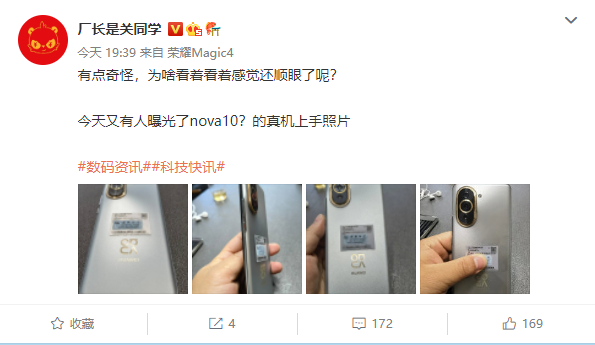 厂长是关同学
今天 19:39 来自 荣耀Magic4
有点奇怪，为啥看着看着感觉还顺眼了呢？
今天又有人曝光了nova10？的真机上手照片
#数码资讯##科技快讯#
收藏
4
172
169